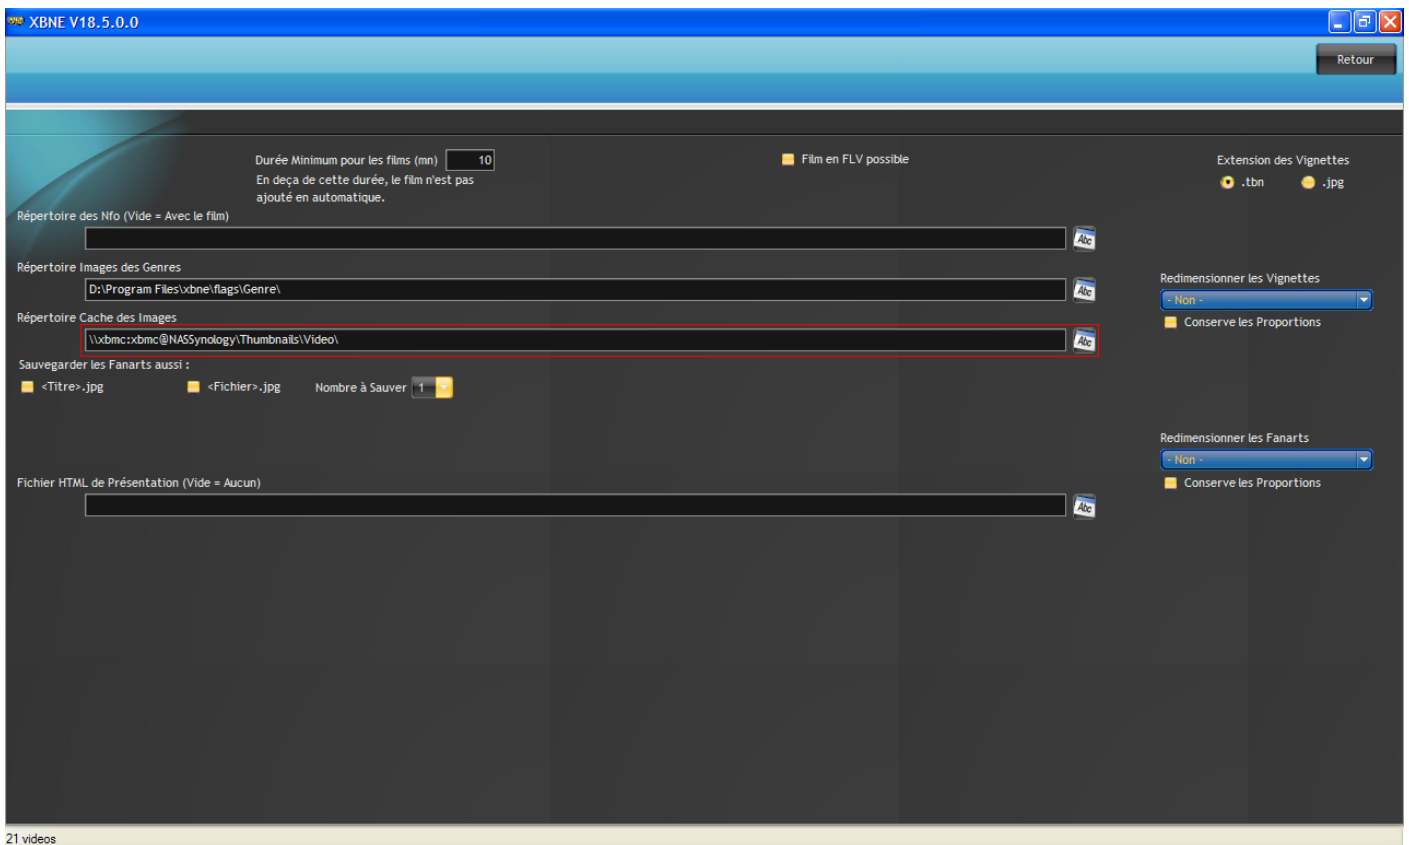 XBNE V18.5.0.0
Retour
Durée Minimum pour les films (mn) 10
En deça de cette durée, le film n'est pas
ajouté en automatique.
Film en FLV possible
Extension des Vignettes
.tbn .jpg
Répertoire des Nfo (Vide = Avec le film)
Abc
Répertoire Images des Genres
D:\Program Files\xbne\flags\Genre\ Abc
Redimensionner les Vignettes
- Non -
Conserve les Proportions
Répertoire Cache des Images
\\xbmc:xbmc@NASSynology\Thumbnails\Video\ Abc
Sauvegarder les Fanarts aussi :
<Titre>.jpg <Fichier>.jpg Nombre à Sauver 1
Redimensionner les Fanarts
- Non -
Conserve les Proportions
Fichier HTML de Présentation (Vide = Aucun)
Abc
21 videos